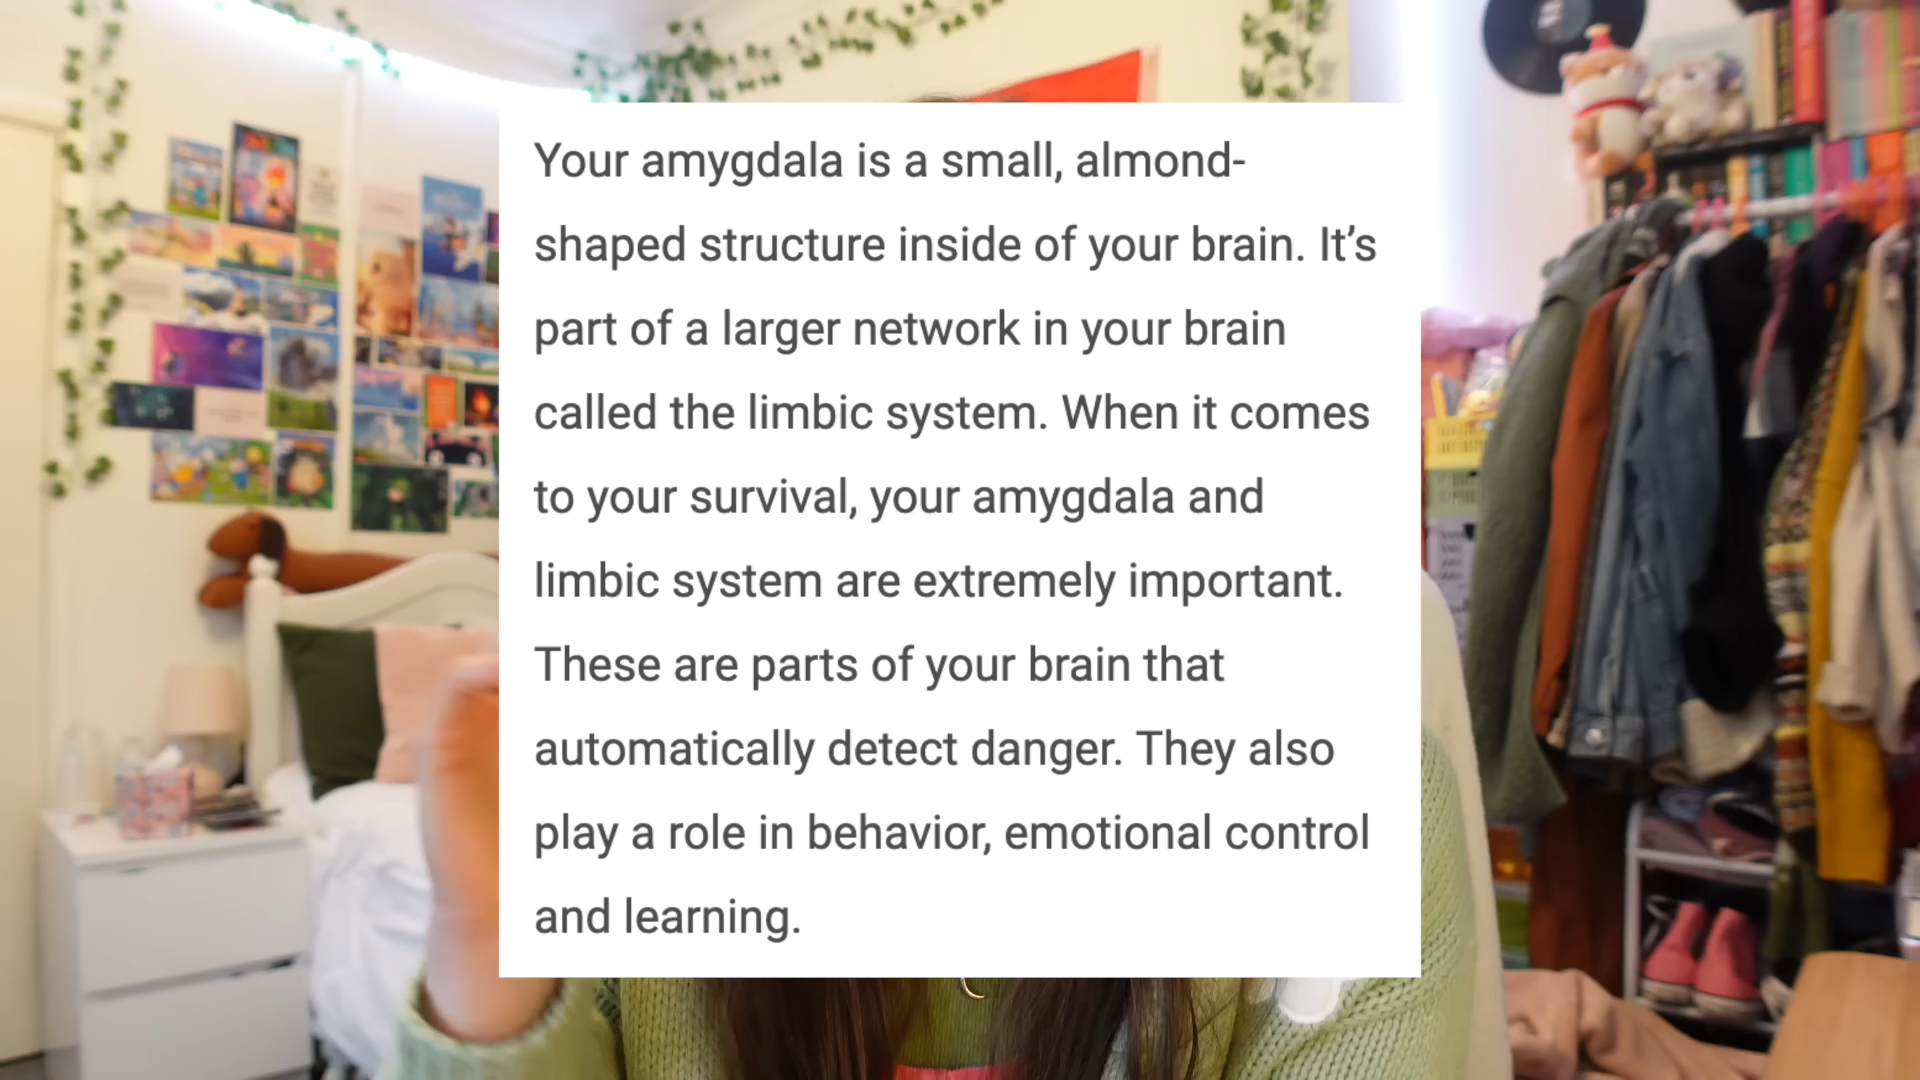 Your amygdala is a small, almond-
shaped structure inside of your brain. It’s
part of a larger network in your brain
called the limbic system. When it comes
to your survival, your amygdala and
limbic system are extremely important.
These are parts of your brain that
automatically detect danger. They also
play a role in behavior, emotional control
and learning.